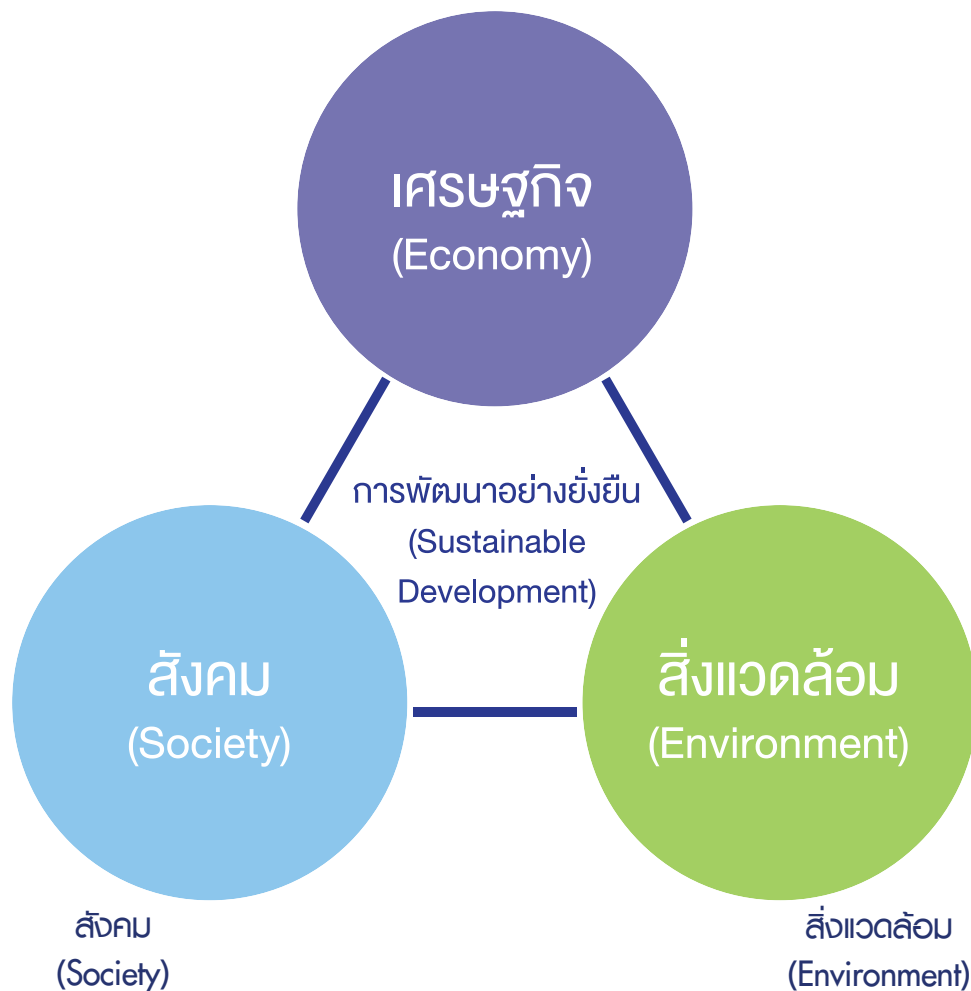 เศรษฐกิจ
(Economy)
การพัฒนาอย่างยั่งยืน
(Sustainable
Development)
สังคม
(Society)
สิ่งแวดล้อม
(Environment)
สังคม
(Society)
สิ่งแวดล้อม
(Environment)